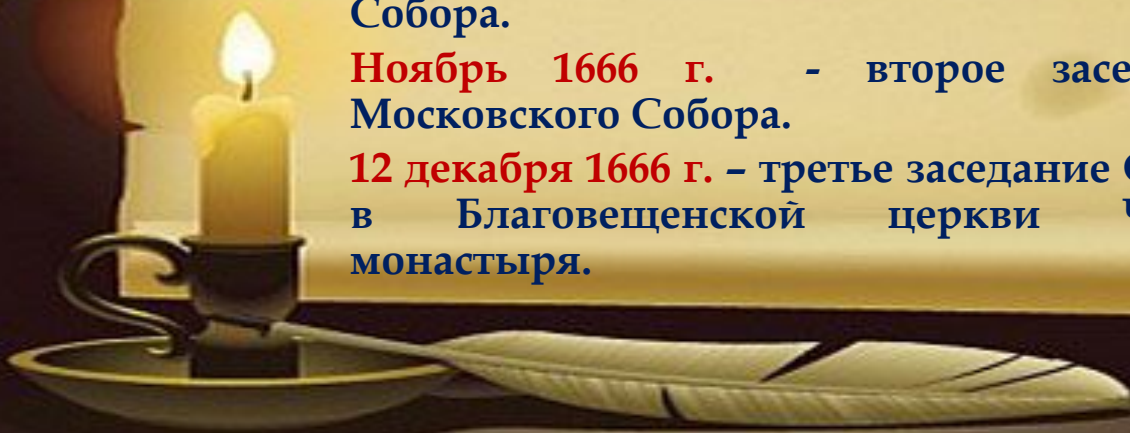 Собора.
Ноябрь 1666 г. - второе засе
Московского Собора.
12 декабря 1666 г. – третье заседание
в Благовещенской церкви
монастыря.